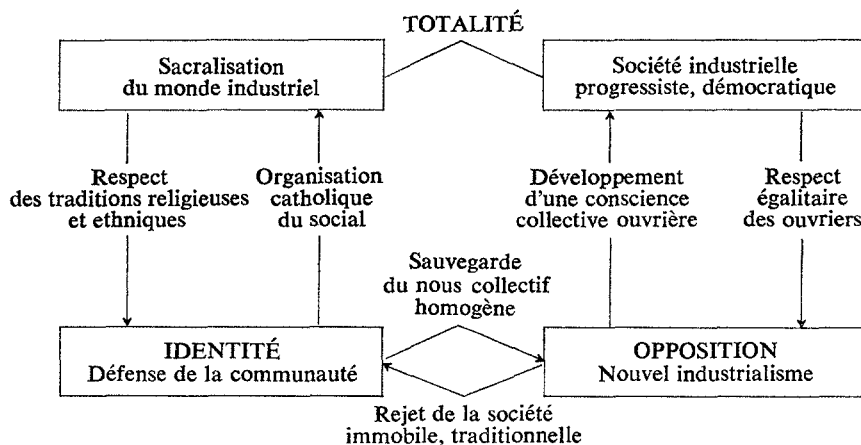 TOTALITÉ
Sacralisation
du monde industriel
Société industrielle
progressiste, démocratique
Respect
des traditions religieuses
et ethniques
Organisation
catholique
du social
Développement
d'une conscience
collective ouvrière
Respect
égalitaire
des ouvriers
Sauvegarde
du nous collectif
homogène
IDENTITÉ
Défense de la communauté
OPPOSITION
Nouvel industrialisme
Rejet de la société
immobile, traditionnelle